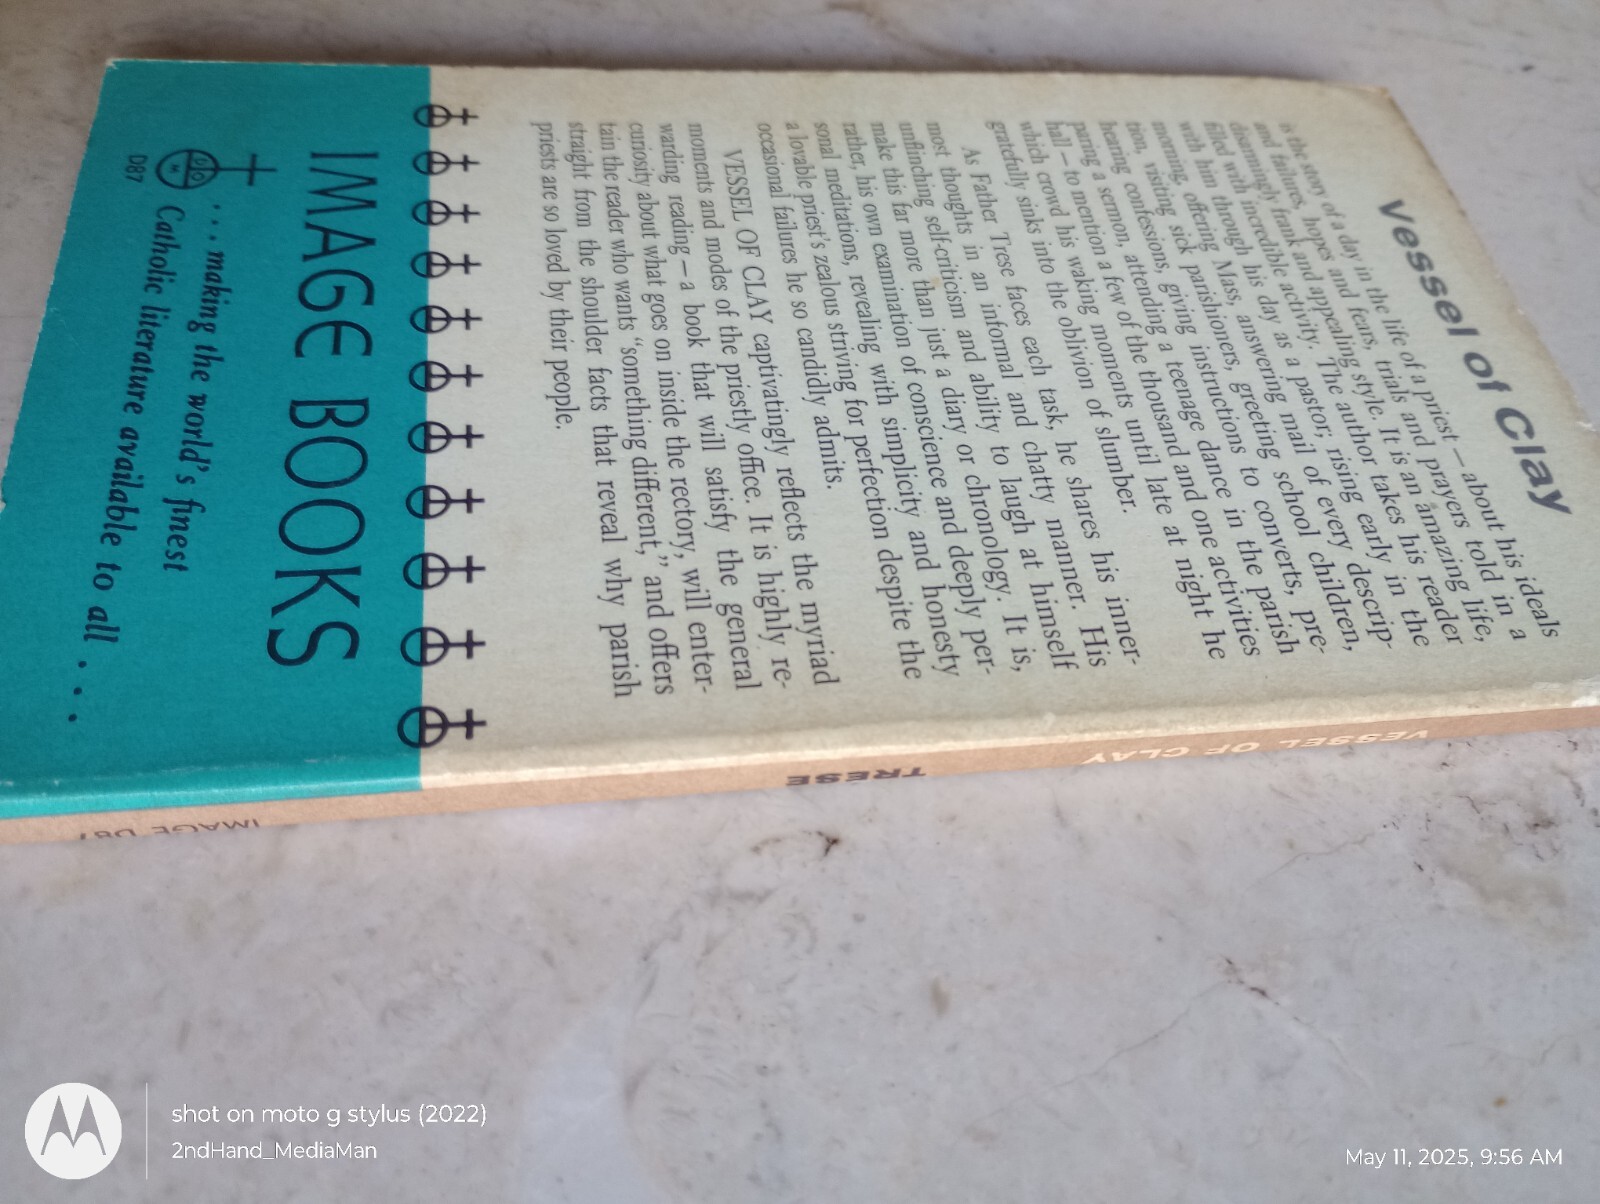 Vessel of Clay
is the story of a day in the life of a priest – about his ideals
and failures, hopes and fears, trials and prayers told in a
disarmingly frank and appealing style. It is an amazing life,
filled with incredible activity. The author takes his reader
with him through his day as a pastor; rising early in the
morning, offering Mass, answering mail of every descrip-
tion, visiting sick parishioners, greeting school children,
hearing confessions, giving instructions to converts, pre-
paring a sermon, attending a teenage dance in the parish
hall – to mention a few of the thousand and one activities
which crowd his waking moments until late at night he
gratefully sinks into the oblivion of slumber.
As Father Trese faces each task, he shares his inner-
most thoughts in an informal and chatty manner. His
unflinching self-criticism and ability to laugh at himself
make this far more than just a diary or chronology. It is,
rather, his own examination of conscience and deeply per-
sonal meditations, revealing with simplicity and honesty
a lovable priest's zealous striving for perfection despite the
occasional failures he so candidly admits.
VESSEL OF CLAY captivatingly reflects the myriad
moments and modes of the priestly office. It is highly re-
warding reading – a book that will satisfy the general
curiosity about what goes on inside the rectory, will enter-
tain the reader who wants "something different," and offers
straight from the shoulder facts that reveal why parish
priests are so loved by their people.
IMAGE BOOKS
...making the world's finest
Catholic literature available to all ...
D87
VESSEL OF CLAY
TRESE
IMAGE D87
shot on moto g stylus (2022)
2ndHand_MediaMan
May 11, 2025, 9:56 AM